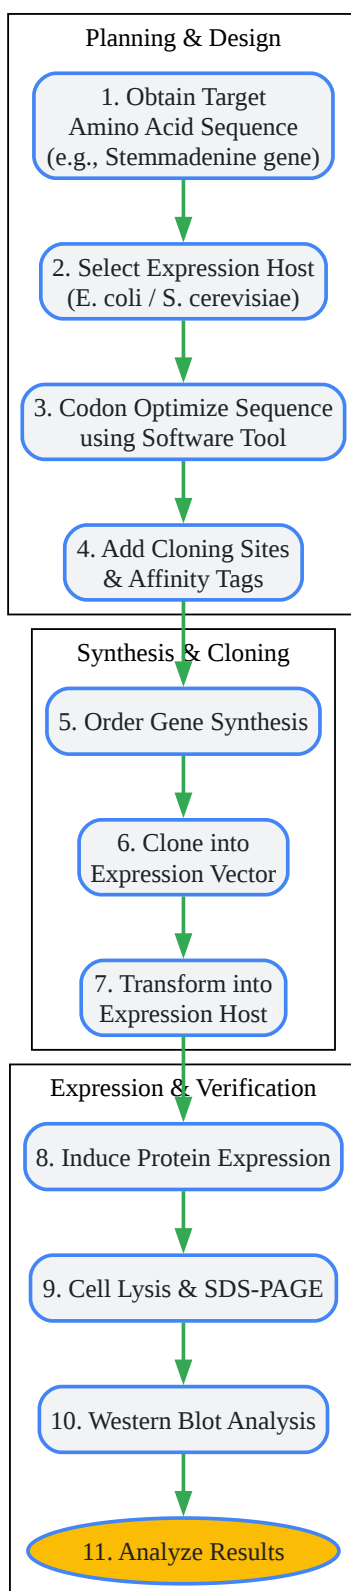 Planning & Design
1. Obtain Target
Amino Acid Sequence
(e.g., Stemmadenine gene)
2. Select Expression Host
(E. coli / S. cerevisiae)
3. Codon Optimize Sequence
using Software Tool
4. Add Cloning Sites
& Affinity Tags
Synthesis & Cloning
5. Order Gene Synthesis
6. Clone into
Expression Vector
7. Transform into
Expression Host
Expression & Verification
8. Induce Protein Expression
9. Cell Lysis & SDS-PAGE
10. Western Blot Analysis
11. Analyze Results